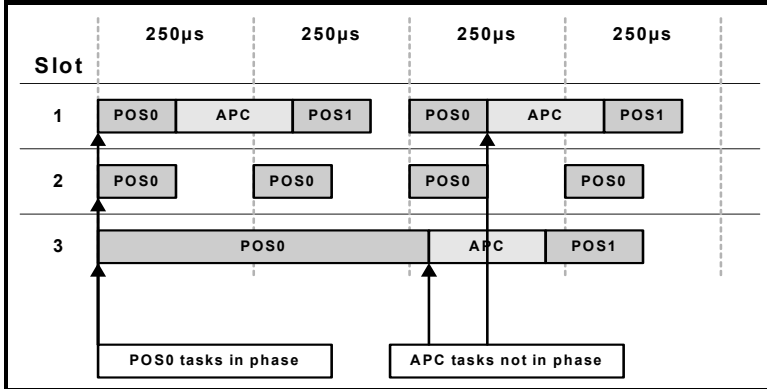 250µs 250µs 250µs 250µs
Slot
1 POS0 APC POS1 POS0 APC POS1
2 POS0 POS0 POS0 POS0
3 POS0 APC POS1
POS0 tasks in phase APC tasks not in phase